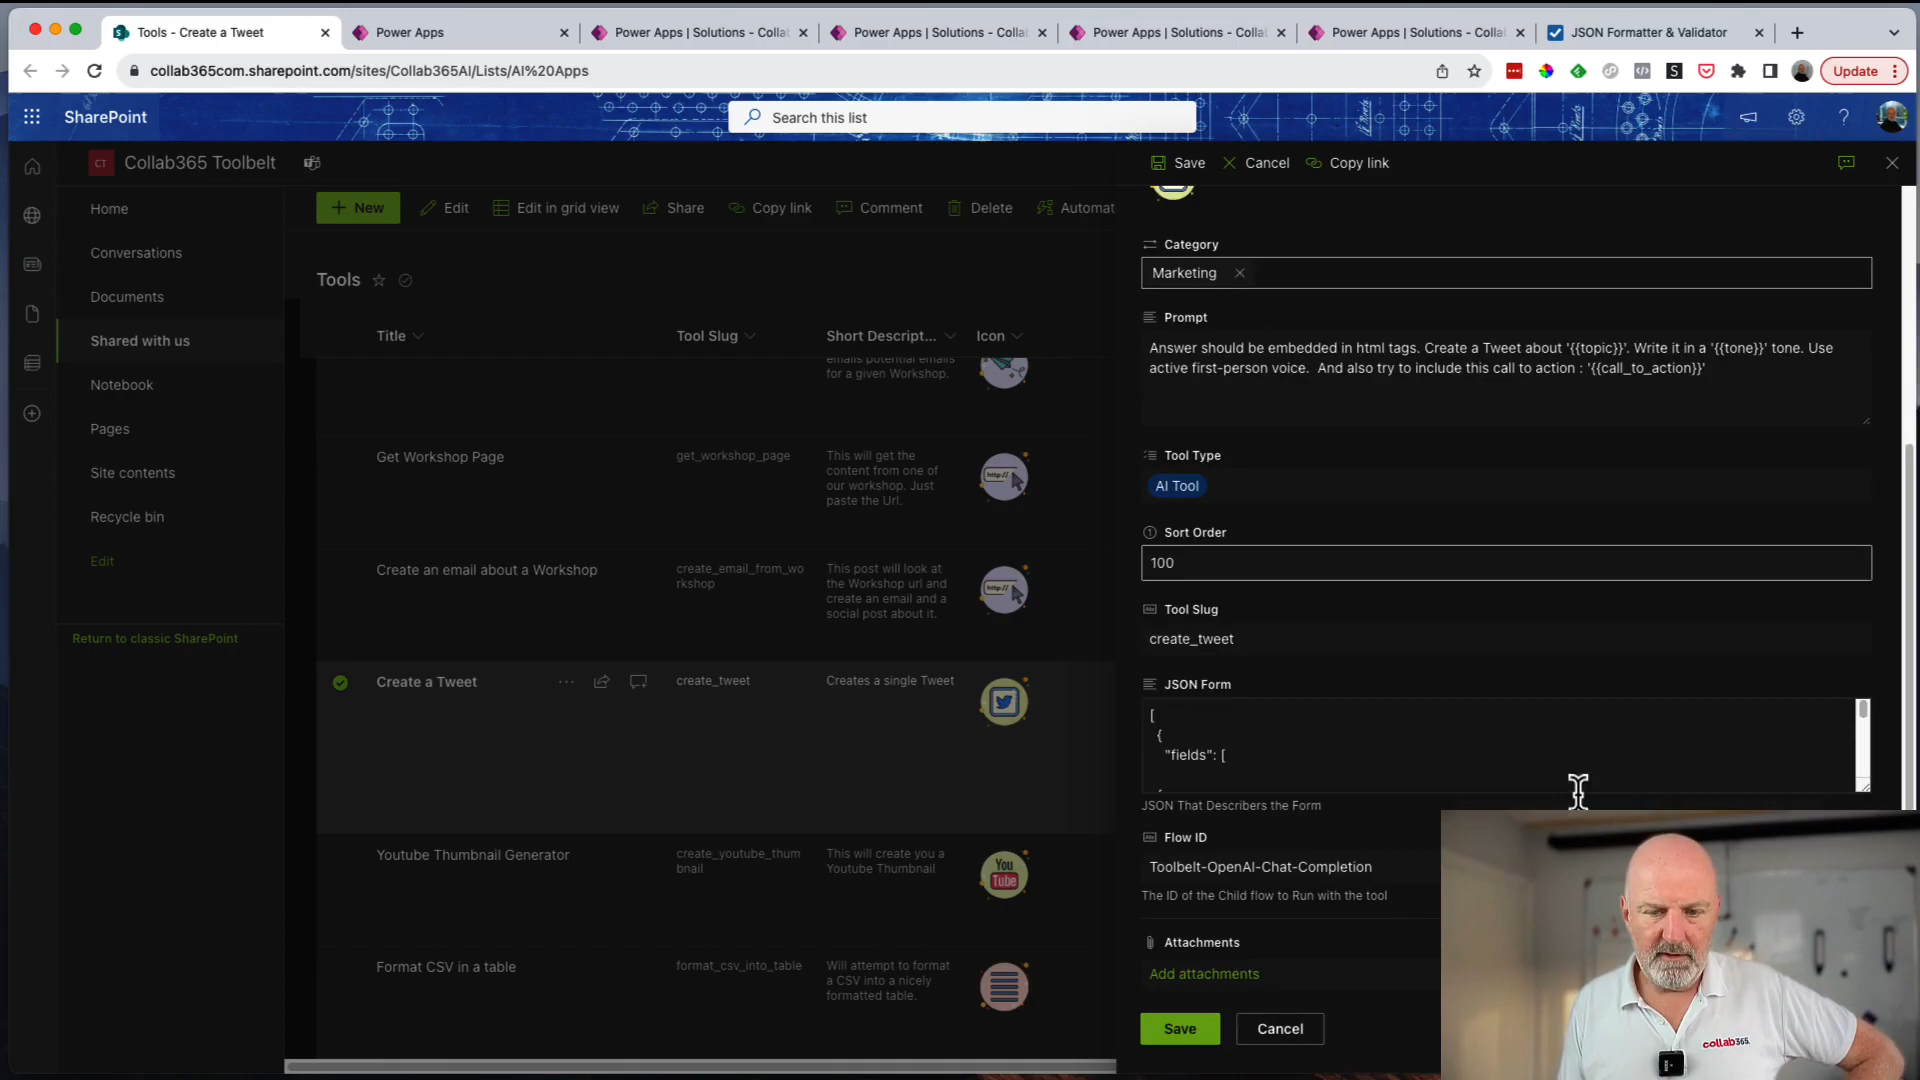 Tools - Create a Tweet
Power Apps
Power Apps | Solutions - Colla
Power Apps | Solutions - Colla
Power Apps | Solutions - Colla
Power Apps | Solutions - Colla
JSON Formatter & Validator
collab365com.sharepoint.com/sites/Collab365AI/Lists/AI%20Apps
Update
SharePoint
Search this list
CT
Collab365 Toolbelt
Save
Cancel
Copy link
Home
Conversations
Documents
Shared with us
Notebook
Pages
Site contents
Recycle bin
Edit
Return to classic SharePoint
New
Edit
Edit in grid view
Share
Copy link
Comment
Delete
Automat
Tools
Title
Tool Slug
Short Descript...
Icon
emails potential emails
for a given Workshop.
Get Workshop Page
get_workshop_page
This will get the
content from one of
our workshop. Just
paste the Url.
http://
Create an email about a Workshop
create_email_from_wo
rkshop
This post will look at
the Workshop url and
create an email and a
social post about it.
http://
Create a Tweet
create_tweet
Creates a single Tweet
Youtube Thumbnail Generator
create_youtube_thum
bnail
This will create you a
Youtube Thumbnail
You
Tube
Format CSV in a table
format_csv_into_table
Will attempt to format
a CSV into a nicely
formatted table.
Category
Marketing
Prompt
Answer should be embedded in html tags. Create a Tweet about '{{topic}}'. Write it in a '{{tone}}' tone. Use
active first-person voice.  And also try to include this call to action : '{{call_to_action}}'
Tool Type
AI Tool
Sort Order
100
Abc
Tool Slug
create_tweet
JSON Form
[
{
"fields": [
JSON That Describers the Form
Abc
Flow ID
Toolbelt-OpenAI-Chat-Completion
The ID of the Child flow to Run with the tool
Attachments
Add attachments
Save
Cancel
collab365.